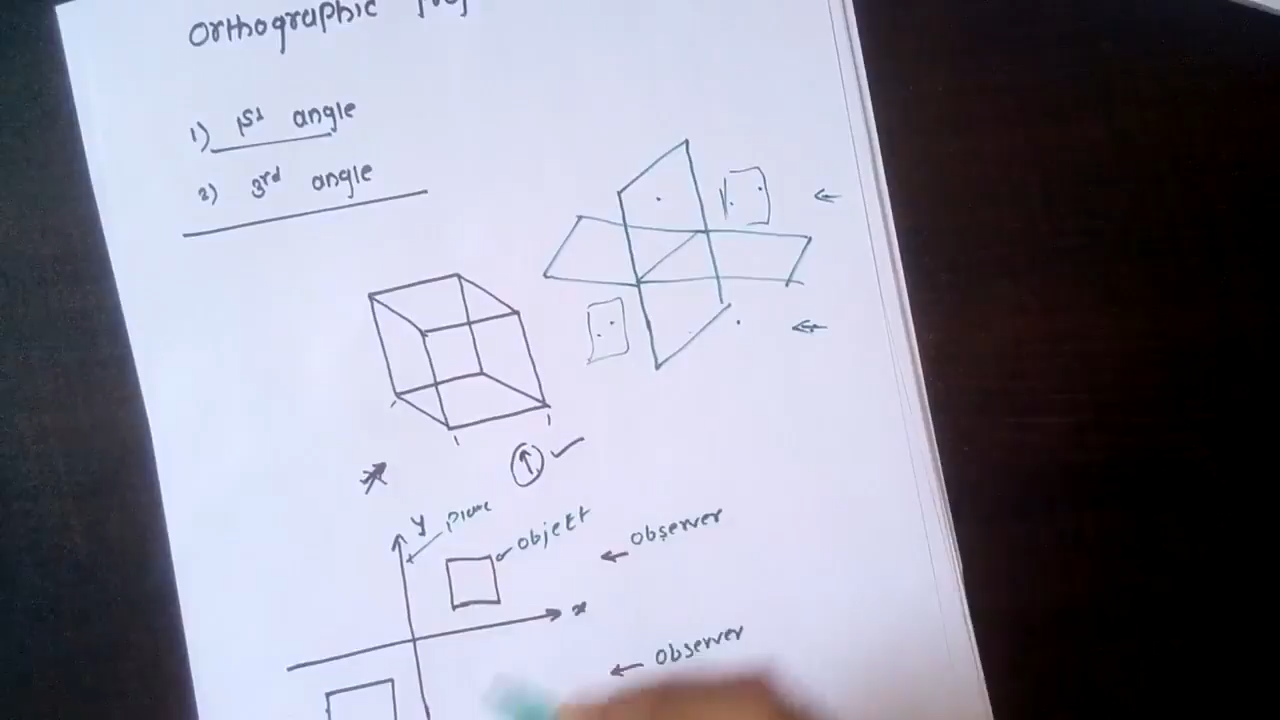 Orthographic
1) 1st angle
2) 3rd angle
y plane
object
observer
x
observer